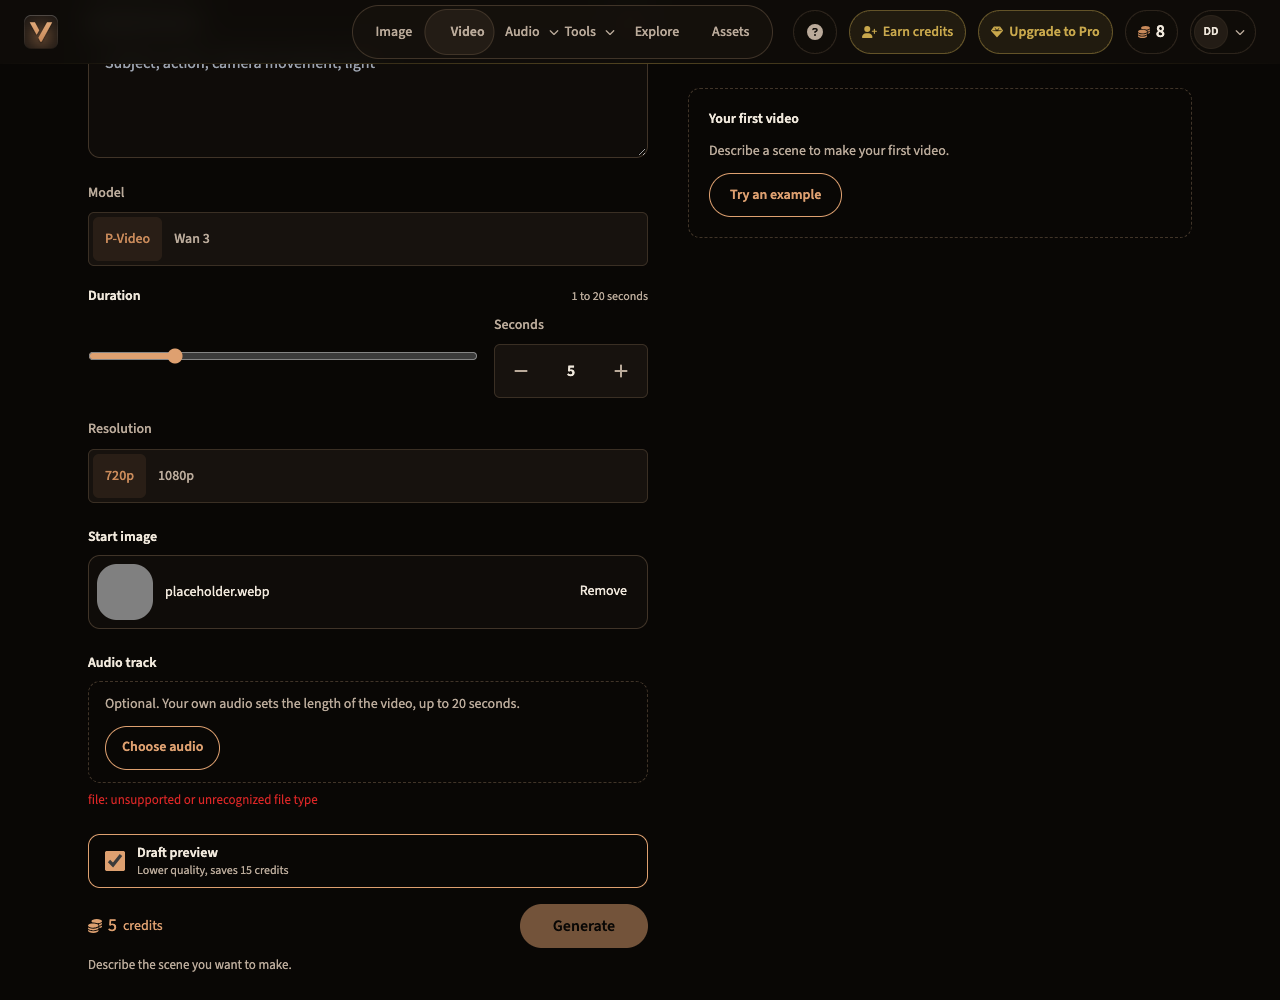 Image
Video
Audio
Tools
Explore
Assets
?
Earn credits
Upgrade to Pro
8
DD
Subject, action, camera movement, light
Model
P-Video
Wan 3
Duration
1 to 20 seconds
Seconds
5
Resolution
720p
1080p
Start image
placeholder.webp
Remove
Audio track
Optional. Your own audio sets the length of the video, up to 20 seconds.
Choose audio
file: unsupported or unrecognized file type
Draft preview
Lower quality, saves 15 credits
5 credits
Generate
Describe the scene you want to make.
Your first video
Describe a scene to make your first video.
Try an example